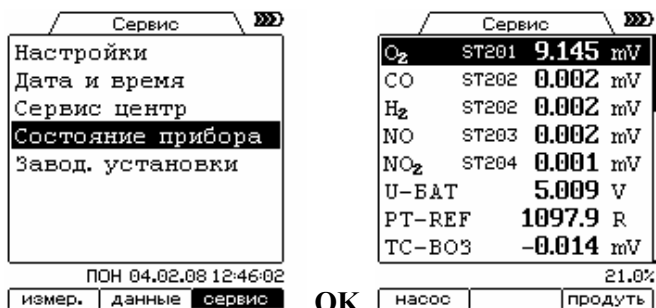 Сервис
Настройки
Дата и время
Сервис центр
Состояние прибора
Завод. установки
ПОН 04.02.08 12:46:02
измер. данные сервис
OK
Сервис
O₂ ST201 9.145 mV
CO ST202 0.002 mV
H₂ ST202 0.002 mV
NO ST203 0.002 mV
NO₂ ST204 0.001 mV
U-БАТ 5.009 V
PT-REF 1097.9 R
TC-ВОЗ -0.014 mV
21.0%
насос продуть